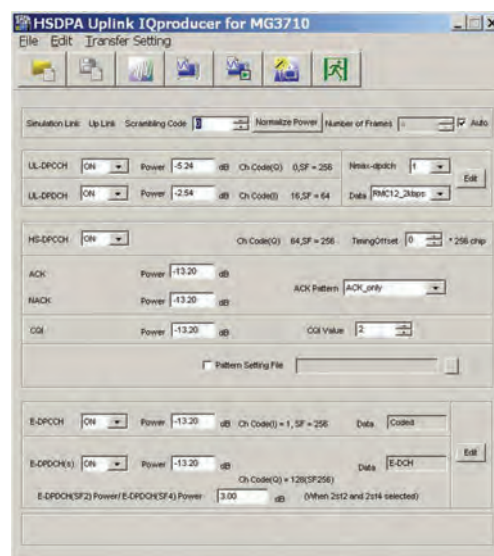 HSDPA Uplink IQproducer for MG3710
File Edit Transfer Setting
Simulation Link Up Link Scrambling Code 0 Normalize Power Number of Frames Auto
UL-DPCCH ON Power -5.24 dB Ch Code(Q) 0,SF = 256 Nmax-dpdch 1
Edit
UL-DPDCH ON Power -2.54 dB Ch Code(I) 16,SF = 64 Data RMC12_2kbps
HS-DPCCH ON Ch Code(Q) 64,SF = 256 TimingOffset 0 * 256 chip
ACK Power -13.20 dB
ACK Pattern ACK_only
NACK Power -13.20 dB
CQI Power -13.20 dB CQI Value 2
Pattern Setting File
E-DPCCH ON Power -13.20 dB Ch Code(I) = 1, SF = 256 Data Coded
Edit
E-DPDCH(s) ON Power -13.20 dB Data E-DCH
Ch Code(Q) = 128(SF256)
E-DPDCH(SF2) Power/E-DPDCH(SF4) Power 3.00 dB (When 2sf2 and 2sf4 selected)